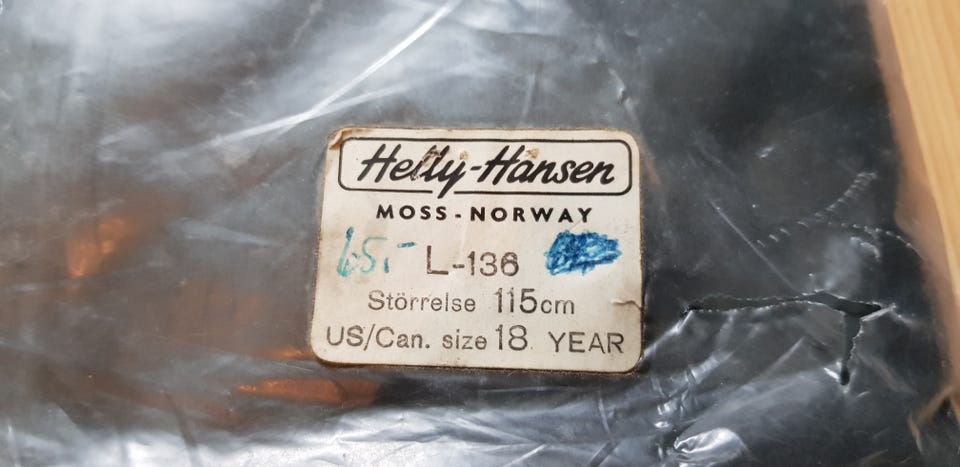 Helly-Hansen
MOSS-NORWAY
65.- L-136
Störrelse 115cm
US/Can. size 18 YEAR